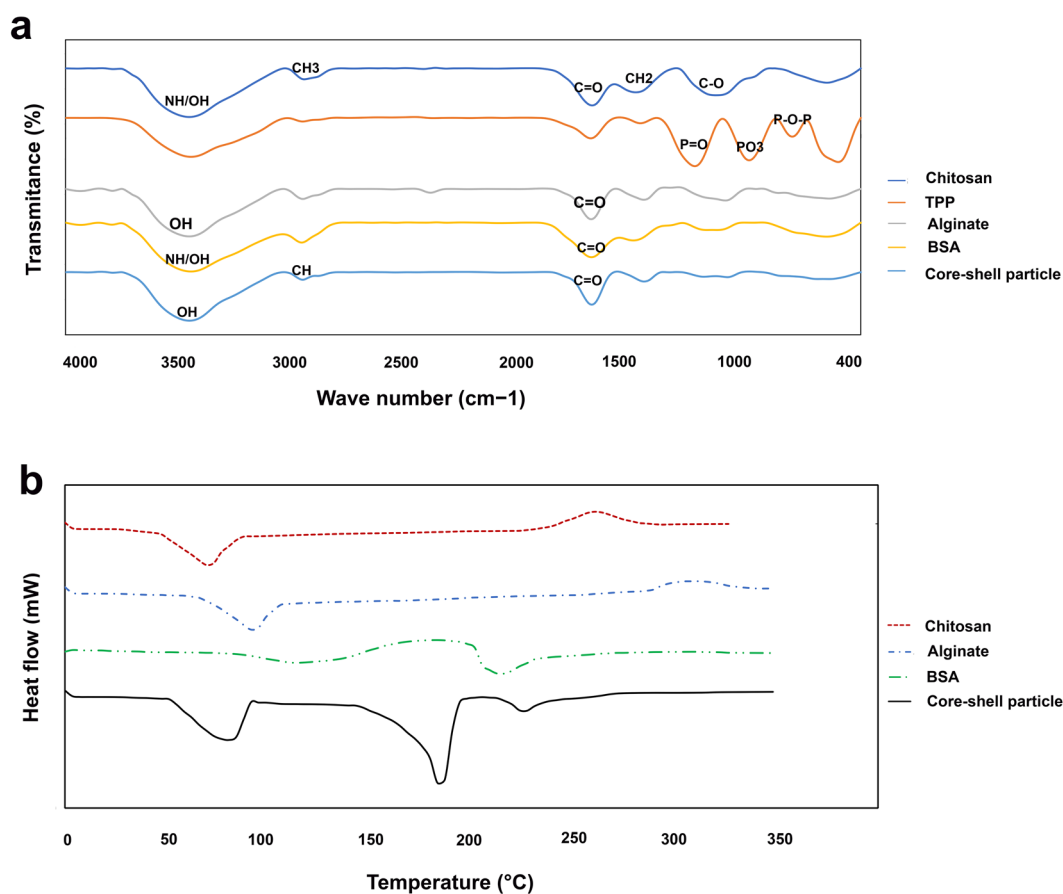 a
Transmitance (%)
NH/OH
CH3
C=O
CH2
C-O
P=O
PO3
P-O-P
OH
C=O
NH/OH
C=O
OH
CH
C=O
Chitosan
TPP
Alginate
BSA
Core-shell particle
4000 3500 3000 2500 2000 1500 1000 400
Wave number (cm−1)
b
Heat flow (mW)
Chitosan
Alginate
BSA
Core-shell particle
0 50 100 150 200 250 300 350
Temperature (°C)